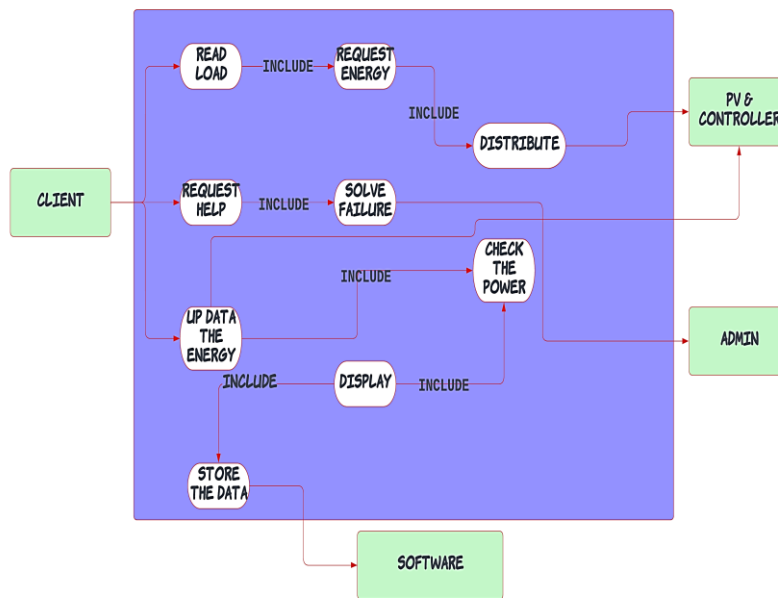 READ
LOAD
INCLUDE
REQUEST
ENERGY
INCLUDE
DISTRIBUTE
PV &
CONTROLLER
CLIENT
REQUEST
HELP
INCLUDE
SOLVE
FAILURE
CHECK
THE
POWER
INCLUDE
UP DATA
THE
ENERGY
ADMIN
INCLUDE
DISPLAY
INCLUDE
STORE
THE DATA
SOFTWARE